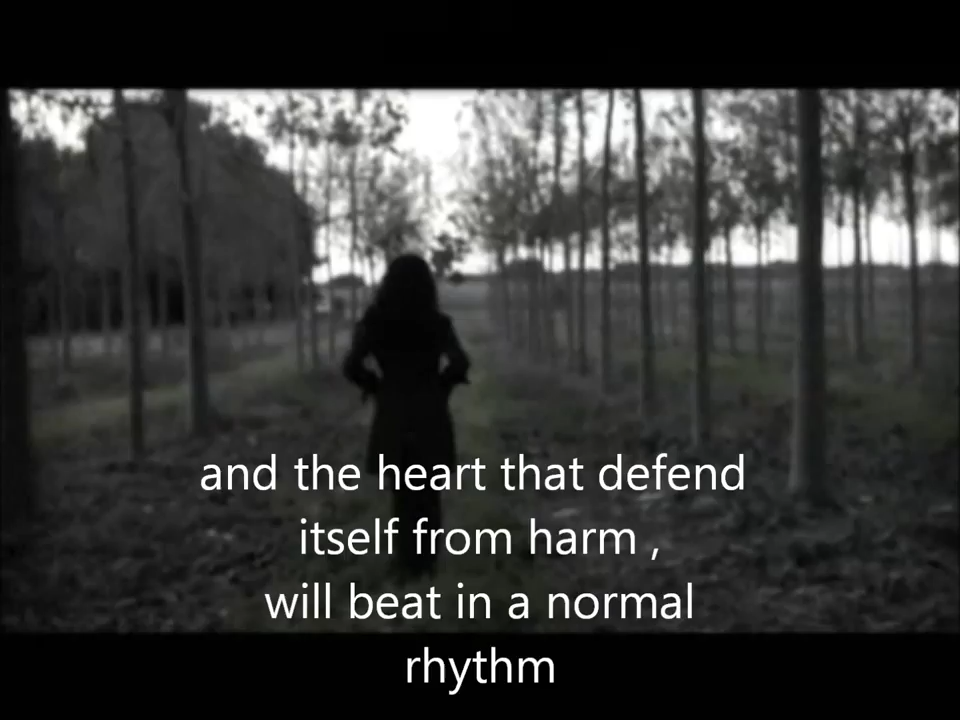 and the heart that defend
itself from harm ,
will beat in a normal
rhythm